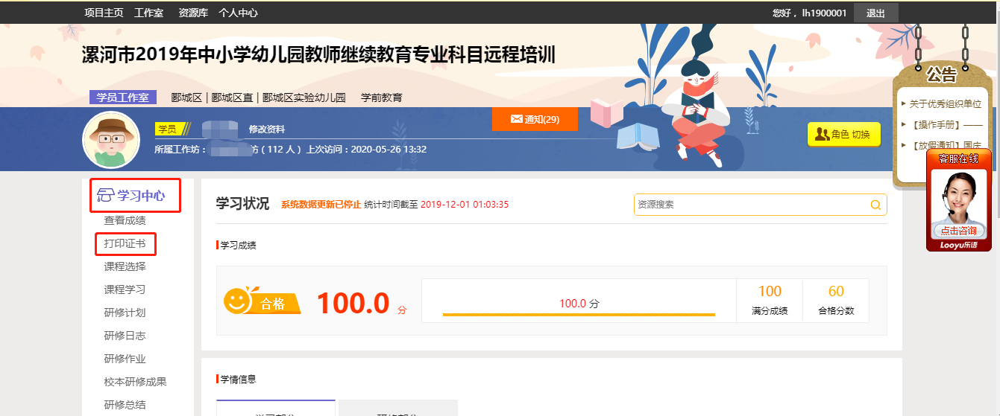 项目主页 工作室 资源库 个人中心
您好， lh1900001 退出
漯河市2019年中小学幼儿园教师继续教育专业科目远程培训
公告
学员工作室 郾城区 | 郾城区直 | 郾城区实验幼儿园 学前教育
关于优秀组织单位
【操作手册】——
【放假通知】国庆
通知(29)
学员 修改资料
角色 切换
所属工作坊： 坊 ( 112 人 ) 上次访问：2020-05-26 13:32
客服在线
点击咨询
Looyu乐语
学习中心
查看成绩
打印证书
课程选择
课程学习
研修计划
研修日志
研修作业
校本研修成果
研修总结
学习状况 系统数据更新已停止 统计时间截至 2019-12-01 01:03:35
资源搜索
学习成绩
合格 100.0 分
100.0 分
100
满分成绩
60
合格分数
学情信息